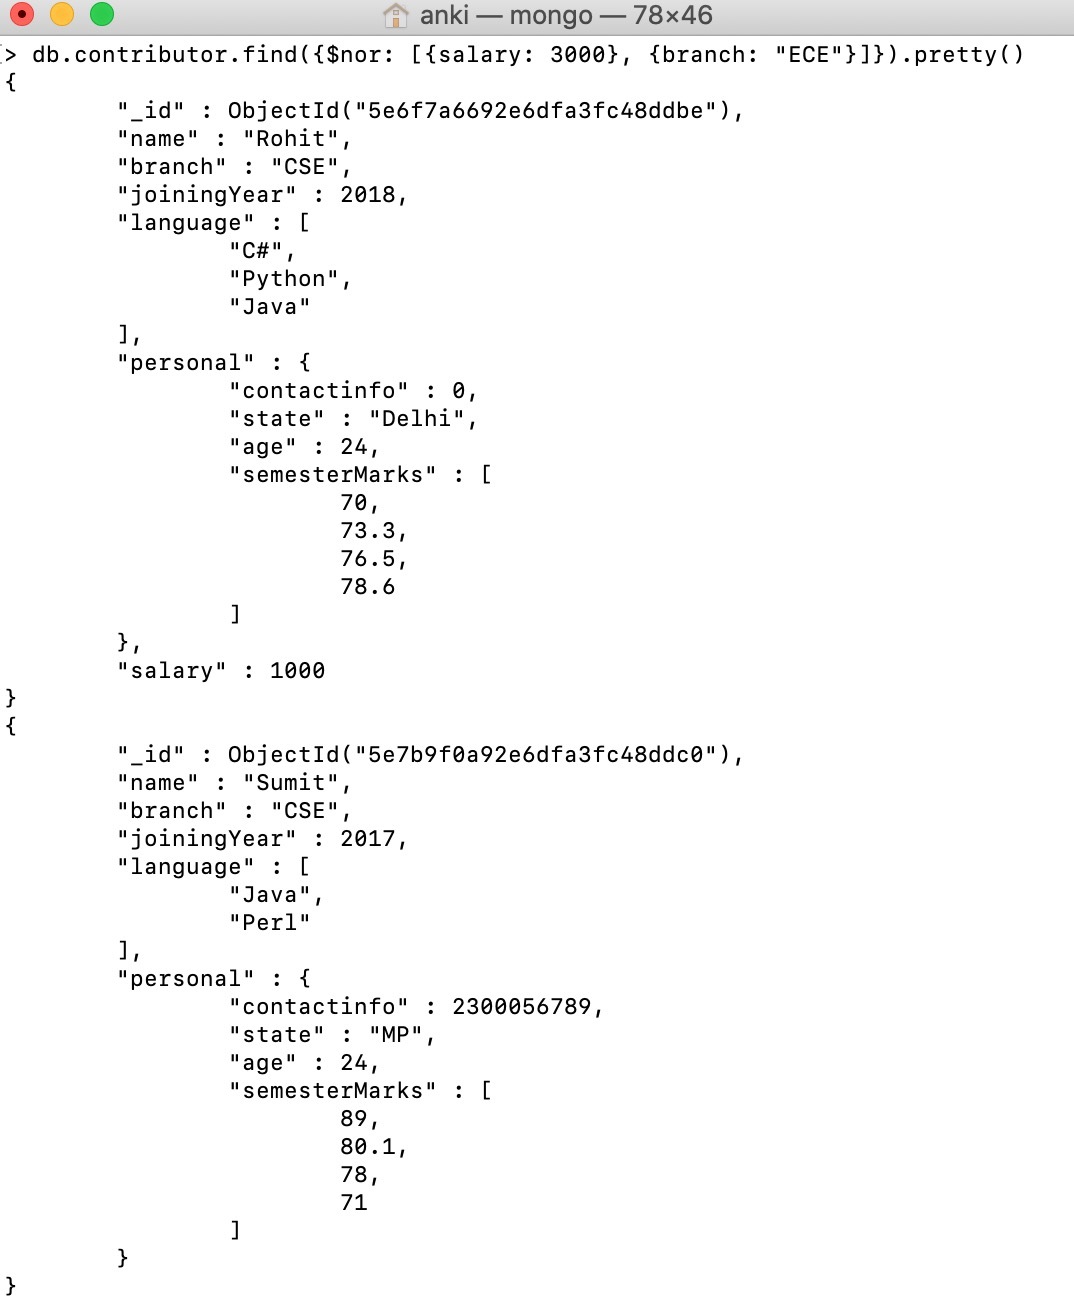 anki — mongo — 78×46
> db.contributor.find({$nor: [{salary: 3000}, {branch: "ECE"}]}).pretty()
{
        "_id" : ObjectId("5e6f7a6692e6dfa3fc48ddbe"),
        "name" : "Rohit",
        "branch" : "CSE",
        "joiningYear" : 2018,
        "language" : [
                "C#",
                "Python",
                "Java"
        ],
        "personal" : {
                "contactinfo" : 0,
                "state" : "Delhi",
                "age" : 24,
                "semesterMarks" : [
                        70,
                        73.3,
                        76.5,
                        78.6
                ]
        },
        "salary" : 1000
}
{
        "_id" : ObjectId("5e7b9f0a92e6dfa3fc48ddc0"),
        "name" : "Sumit",
        "branch" : "CSE",
        "joiningYear" : 2017,
        "language" : [
                "Java",
                "Perl"
        ],
        "personal" : {
                "contactinfo" : 2300056789,
                "state" : "MP",
                "age" : 24,
                "semesterMarks" : [
                        89,
                        80.1,
                        78,
                        71
                ]
        }
}